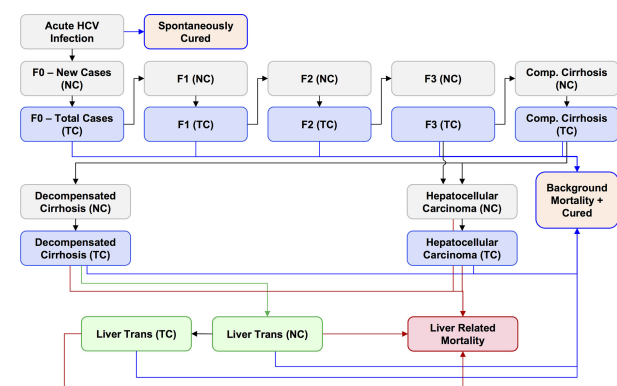 Acute HCV
Infection
Spontaneously
Cured
F0 – New Cases
(NC)
F1 (NC)
F2 (NC)
F3 (NC)
Comp. Cirrhosis
(NC)
F0 – Total Cases
(TC)
F1 (TC)
F2 (TC)
F3 (TC)
Comp. Cirrhosis
(TC)
Background
Mortality +
Cured
Decompensated
Cirrhosis (NC)
Hepatocellular
Carcinoma (NC)
Decompensated
Cirrhosis (TC)
Hepatocellular
Carcinoma (TC)
Liver Trans (TC)
Liver Trans (NC)
Liver Related
Mortality